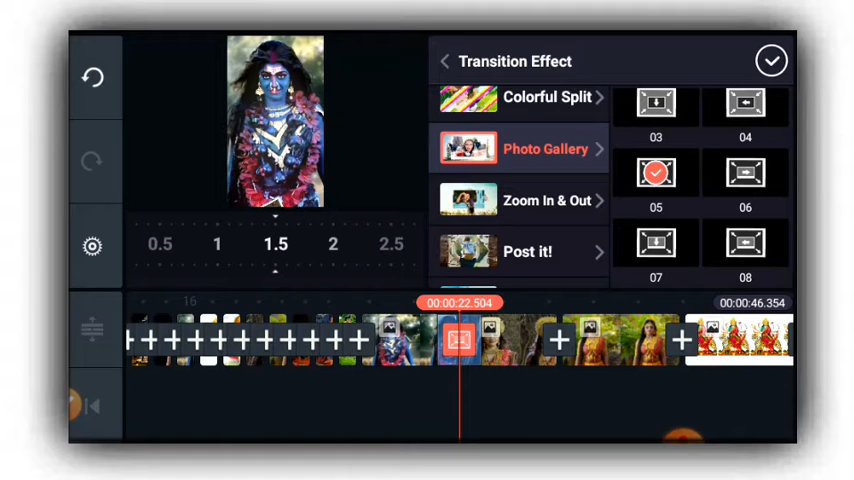 Transition Effect
Colorful Split
Photo Gallery
Zoom In & Out
Post it!
03
04
05
06
07
08
0.5
1
1.5
2
2.5
16
00:00:22.504
00:00:46.354